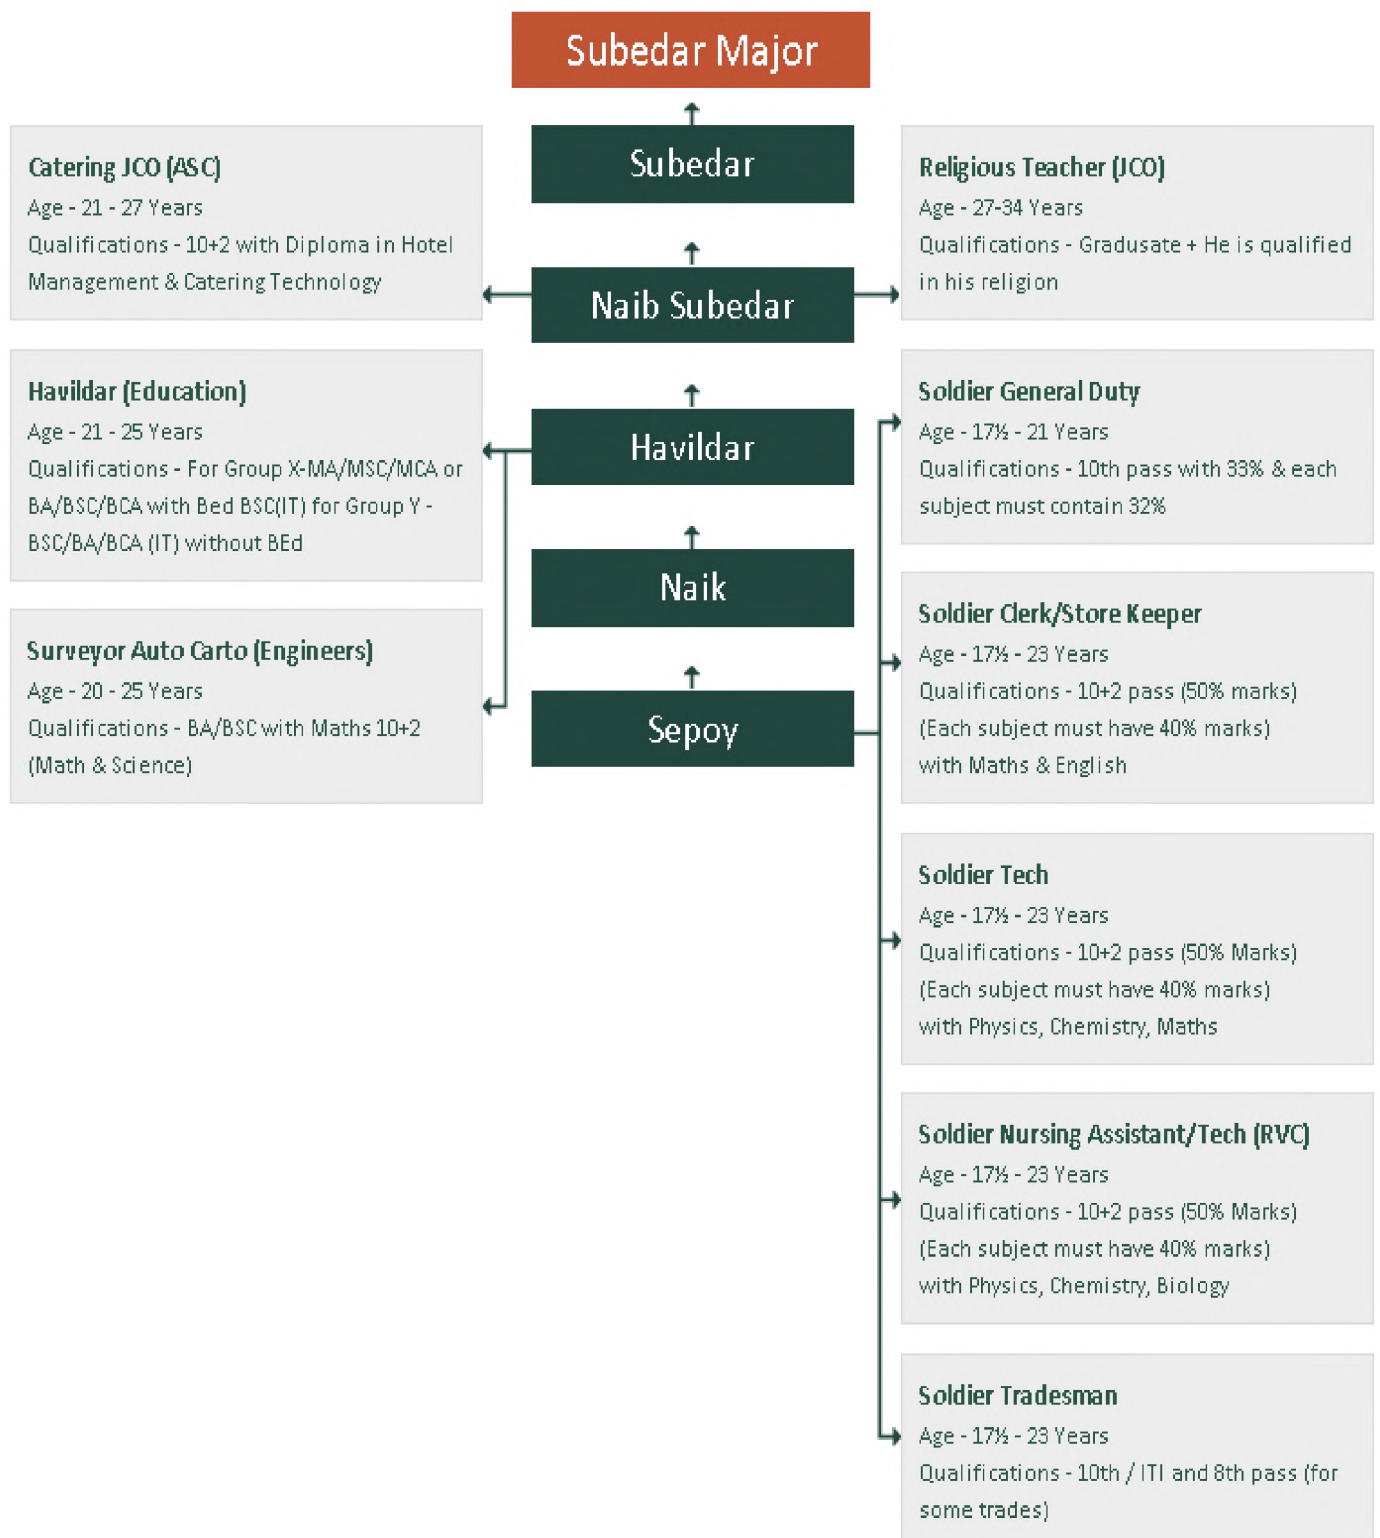 Subedar Major
Subedar
Naib Subedar
Havildar
Naik
Sepoy
Catering JCO (ASC)
Age - 21 - 27 Years
Qualifications - 10+2 with Diploma in Hotel
Management & Catering Technology
Havildar (Education)
Age - 21 - 25 Years
Qualifications - For Group X-MA/MSC/MCA or
BA/BSC/BCA with Bed BSC(IT) for Group Y -
BSC/BA/BCA (IT) without BEd
Surveyor Auto Carto (Engineers)
Age - 20 - 25 Years
Qualifications - BA/BSC with Maths 10+2
(Math & Science)
Religious Teacher (JCO)
Age - 27-34 Years
Qualifications - Gradusate + He is qualified
in his religion
Soldier General Duty
Age - 17½ - 21 Years
Qualifications - 10th pass with 33% & each
subject must contain 32%
Soldier Clerk/Store Keeper
Age - 17½ - 23 Years
Qualifications - 10+2 pass (50% marks)
(Each subject must have 40% marks)
with Maths & English
Soldier Tech
Age - 17½ - 23 Years
Qualifications - 10+2 pass (50% Marks)
(Each subject must have 40% marks)
with Physics, Chemistry, Maths
Soldier Nursing Assistant/Tech (RVC)
Age - 17½ - 23 Years
Qualifications - 10+2 pass (50% Marks)
(Each subject must have 40% marks)
with Physics, Chemistry, Biology
Soldier Tradesman
Age - 17½ - 23 Years
Qualifications - 10th / ITI and 8th pass (for
some trades)